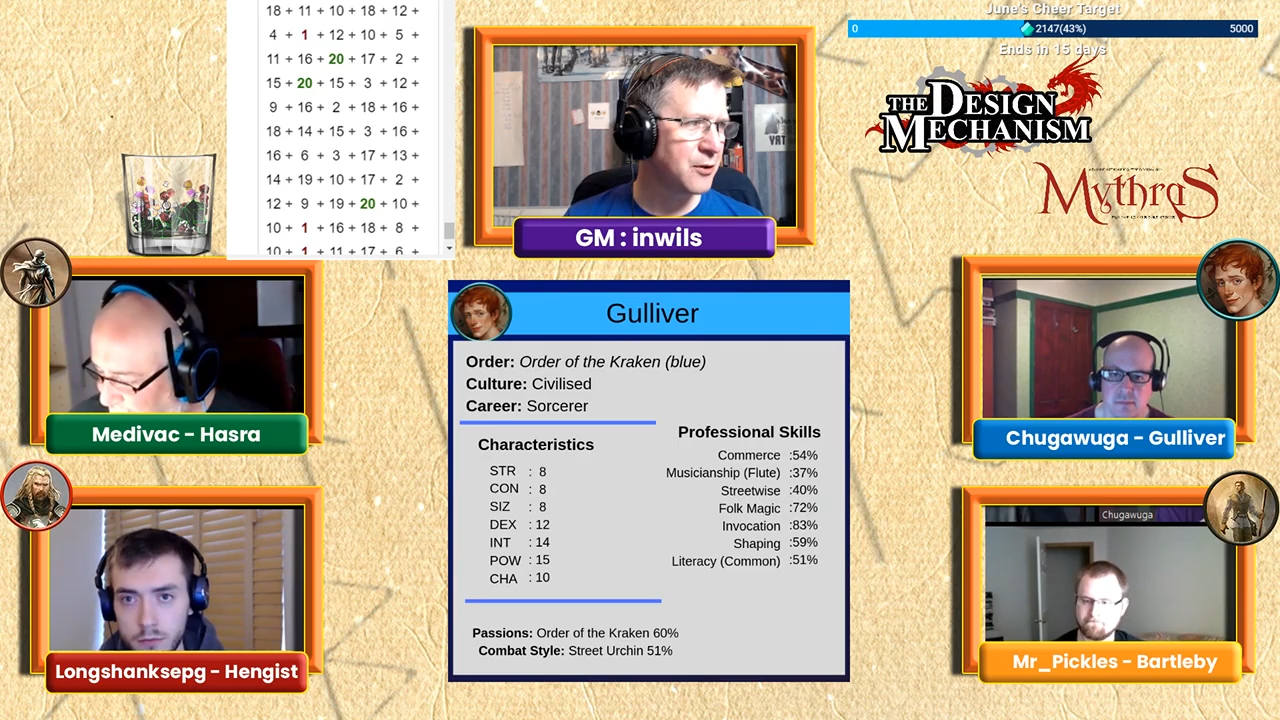 18 + 11 + 10 + 18 + 12 +
4 + 1 + 12 + 10 + 5 +
11 + 16 + 20 + 17 + 2 +
15 + 20 + 15 + 3 + 12 +
9 + 16 + 2 + 18 + 16 +
18 + 14 + 15 + 3 + 16 +
16 + 6 + 3 + 17 + 13 +
14 + 19 + 10 + 17 + 2 +
12 + 9 + 19 + 20 + 10 +
10 + 1 + 16 + 18 + 8 +
10 + 1 + 11 + 17 + 6 +
YAT
GM : inwils
June's Cheer Target
0 2147(43%) 5000
Ends in 15 days
THE DESIGN
MECHANISM
MYTHRAS
Medivac - Hasra
Longshanksepg - Hengist
Gulliver
Order: Order of the Kraken (blue)
Culture: Civilised
Career: Sorcerer
Characteristics
STR : 8
CON : 8
SIZ : 8
DEX : 12
INT : 14
POW : 15
CHA : 10
Professional Skills
Commerce :54%
Musicianship (Flute) :37%
Streetwise :40%
Folk Magic :72%
Invocation :83%
Shaping :59%
Literacy (Common) :51%
Passions: Order of the Kraken 60%
Combat Style: Street Urchin 51%
Chugawuga - Gulliver
Chugawuga
Mr_Pickles - Bartleby